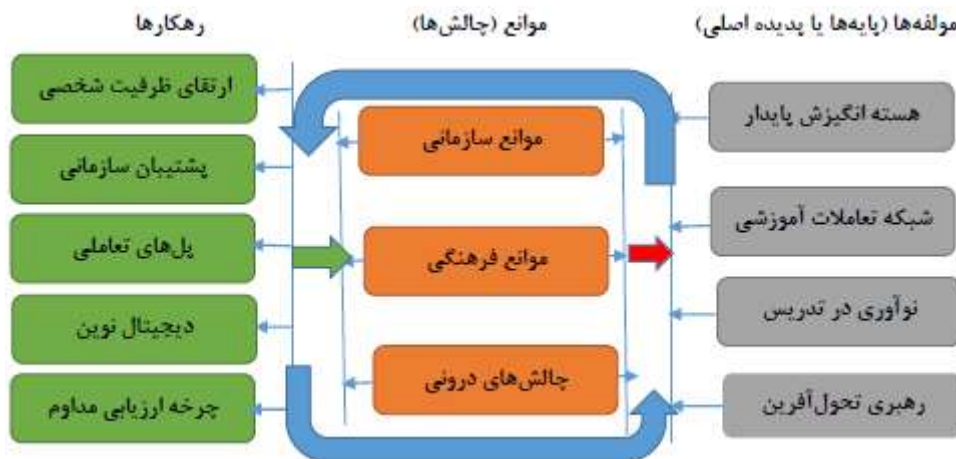 مولفه‌ها (پایه‌ها یا پدیده اصلی)
موانع (چالش‌ها)
رهکارها
هسته انگیزش پایدار
شبکه تعاملات آموزشی
نوآوری در تدریس
رهبری تحول‌آفرین
موانع سازمانی
موانع فرهنگی
چالش‌های درونی
ارتقای ظرفیت شخصی
پشتیبان سازمانی
پل‌های تعاملی
دیجیتال نوین
چرخه ارزیابی مداوم